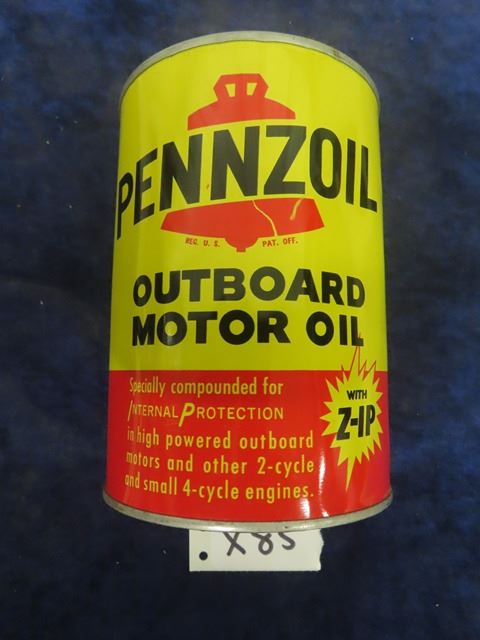 PENNZOIL
REG. U. S. PAT. OFF.
OUTBOARD
MOTOR OIL
Specially compounded for
INTERNAL PROTECTION
in high powered outboard
motors and other 2-cycle
and small 4-cycle engines.
WITH
Z-IP
X85